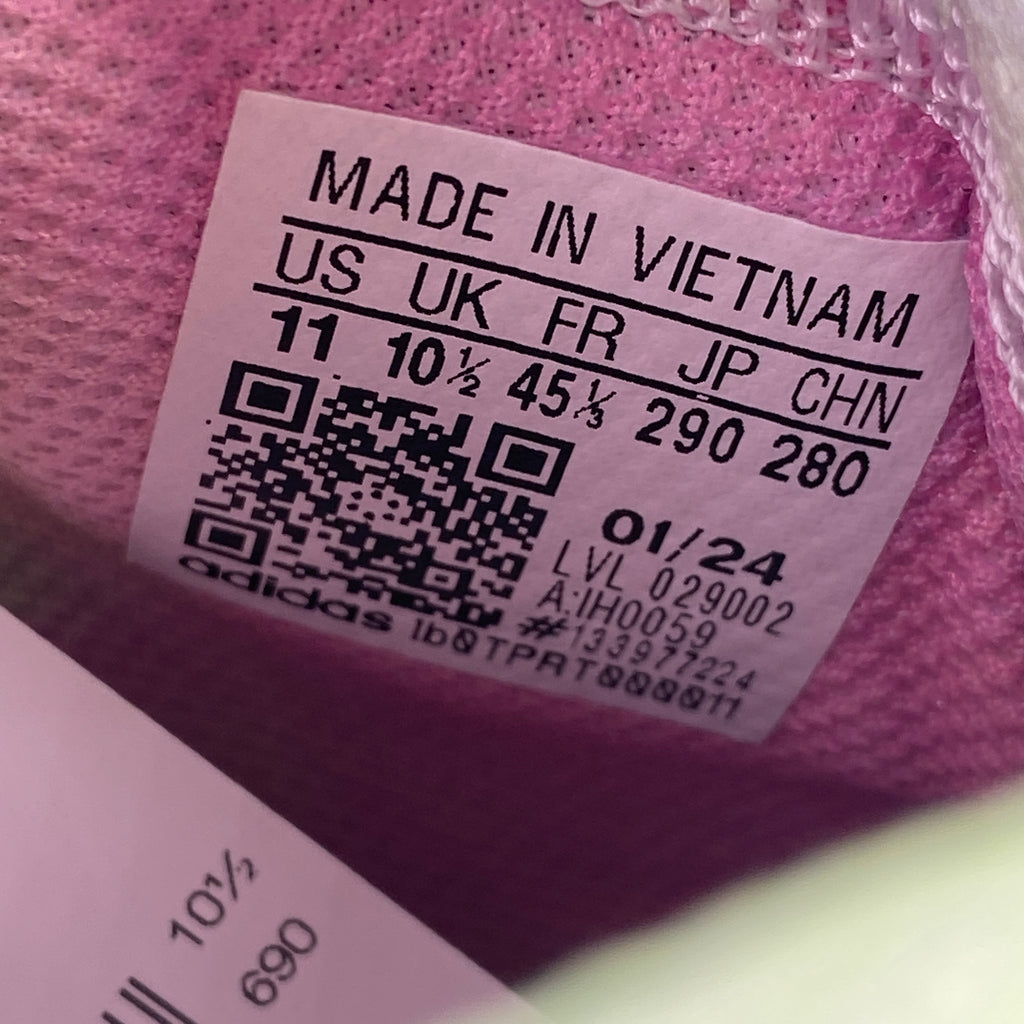 MADE IN VIETNAM
US UK FR JP CHN
11 10½ 45⅓ 290 280
01/24
LVL 029002
A:IH0059
#133977224
adidas lb0TPRT000011
10½
690